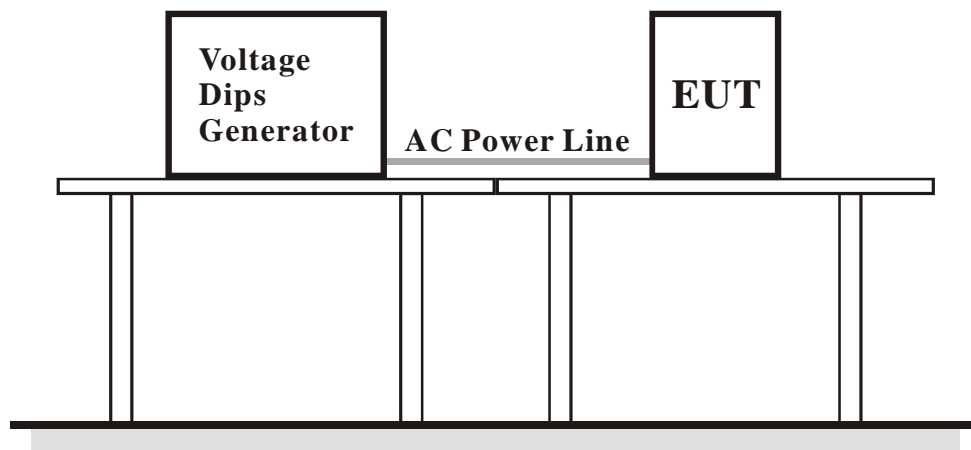 Voltage
Dips
Generator
EUT
AC Power Line